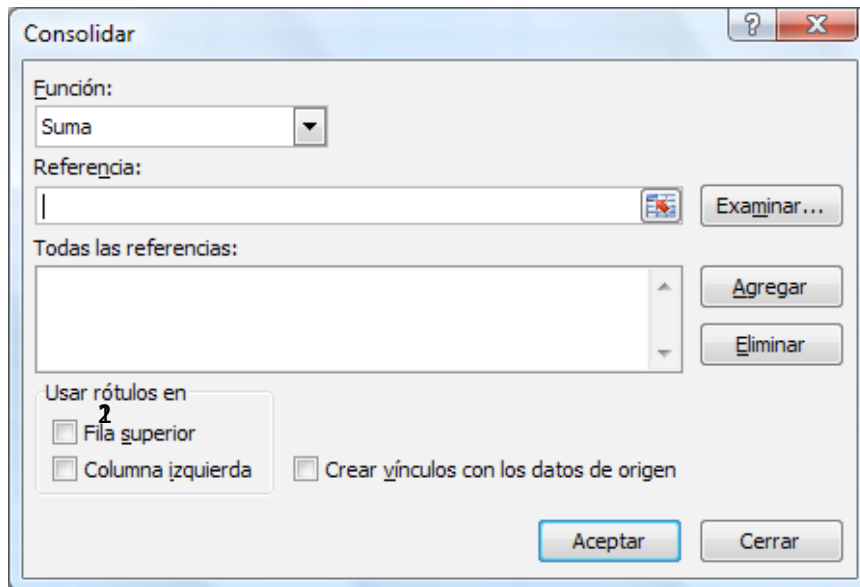 Consolidar
Función:
Suma
Referencia:
Examinar...
Todas las referencias:
Agregar
Eliminar
Usar rótulos en
Fila superior
Columna izquierda
Crear vínculos con los datos de origen
Aceptar
Cerrar